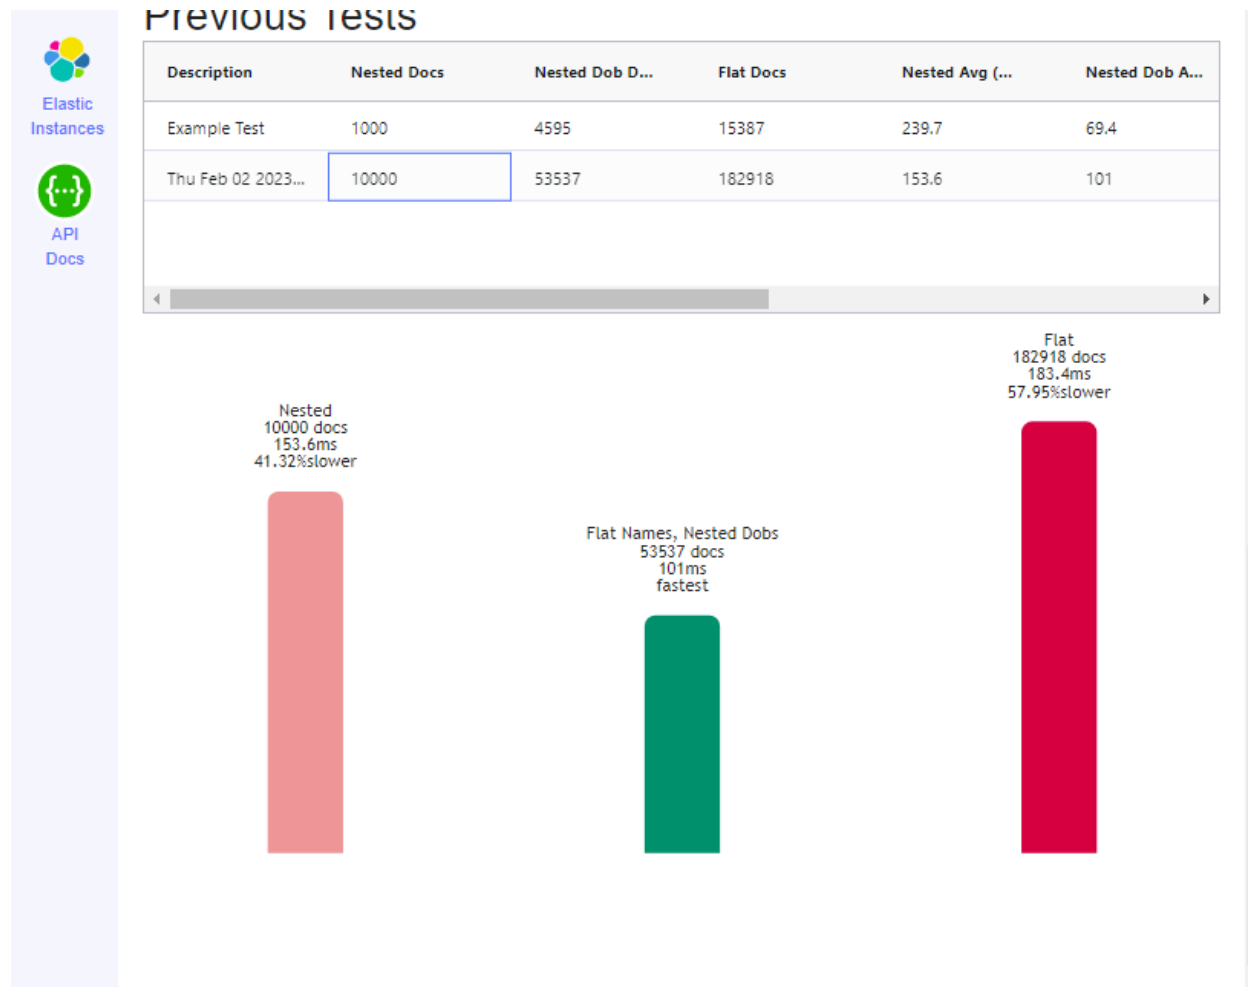 Previous Tests
Elastic
Instances
API
Docs
Description Nested Docs Nested Dob D... Flat Docs Nested Avg (... Nested Dob A...
Example Test 1000 4595 15387 239.7 69.4
Thu Feb 02 2023... 10000 53537 182918 153.6 101
Nested
10000 docs
153.6ms
41.32%slower
Flat Names, Nested Dobs
53537 docs
101ms
fastest
Flat
182918 docs
183.4ms
57.95%slower